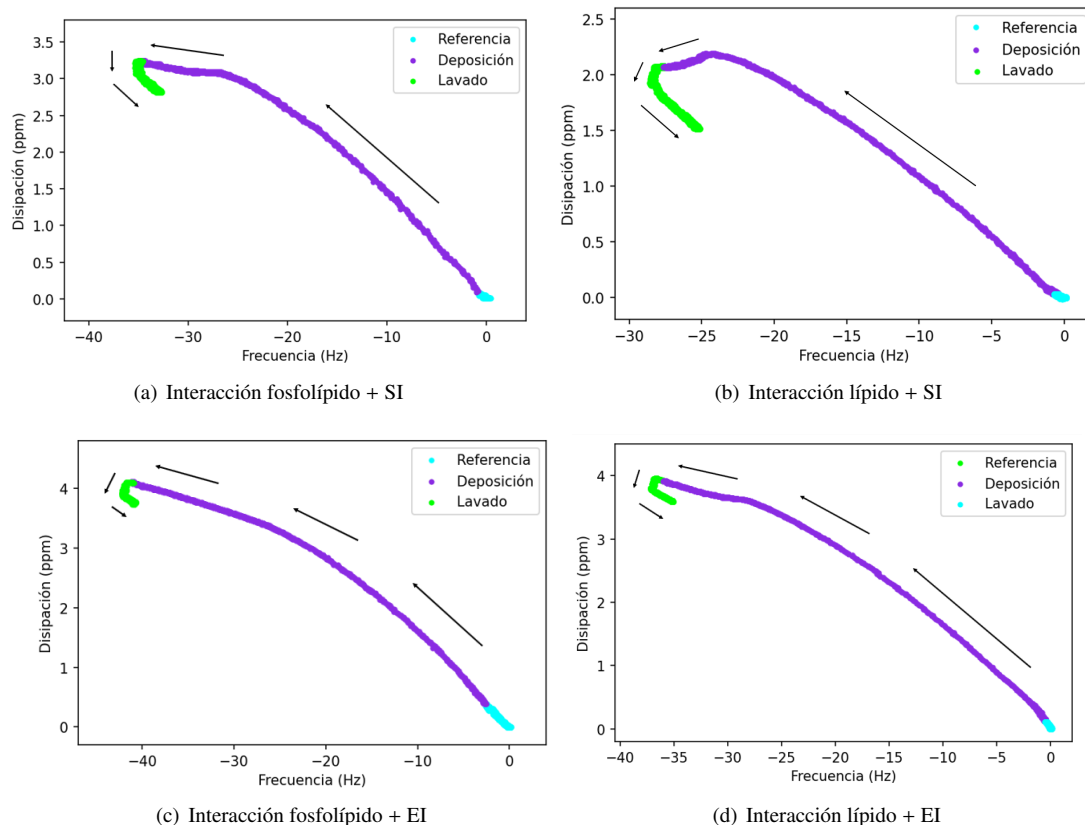 3.5
3.0
2.5
2.0
1.5
1.0
0.5
0.0
Disipación (ppm)
−40
−30
−20
−10
0
Frecuencia (Hz)
Referencia
Deposición
Lavado
(a) Interacción fosfolípido + SI
2.5
2.0
1.5
1.0
0.5
0.0
Disipación (ppm)
−30
−25
−20
−15
−10
−5
0
Frecuencia (Hz)
Referencia
Deposición
Lavado
(b) Interacción lípido + SI
4
3
2
1
0
Disipación (ppm)
−40
−30
−20
−10
0
Frecuencia (Hz)
Referencia
Deposición
Lavado
(c) Interacción fosfolípido + EI
4
3
2
1
0
Disipación (ppm)
−40
−35
−30
−25
−20
−15
−10
−5
0
Frecuencia (Hz)
Referencia
Deposición
Lavado
(d) Interacción lípido + EI